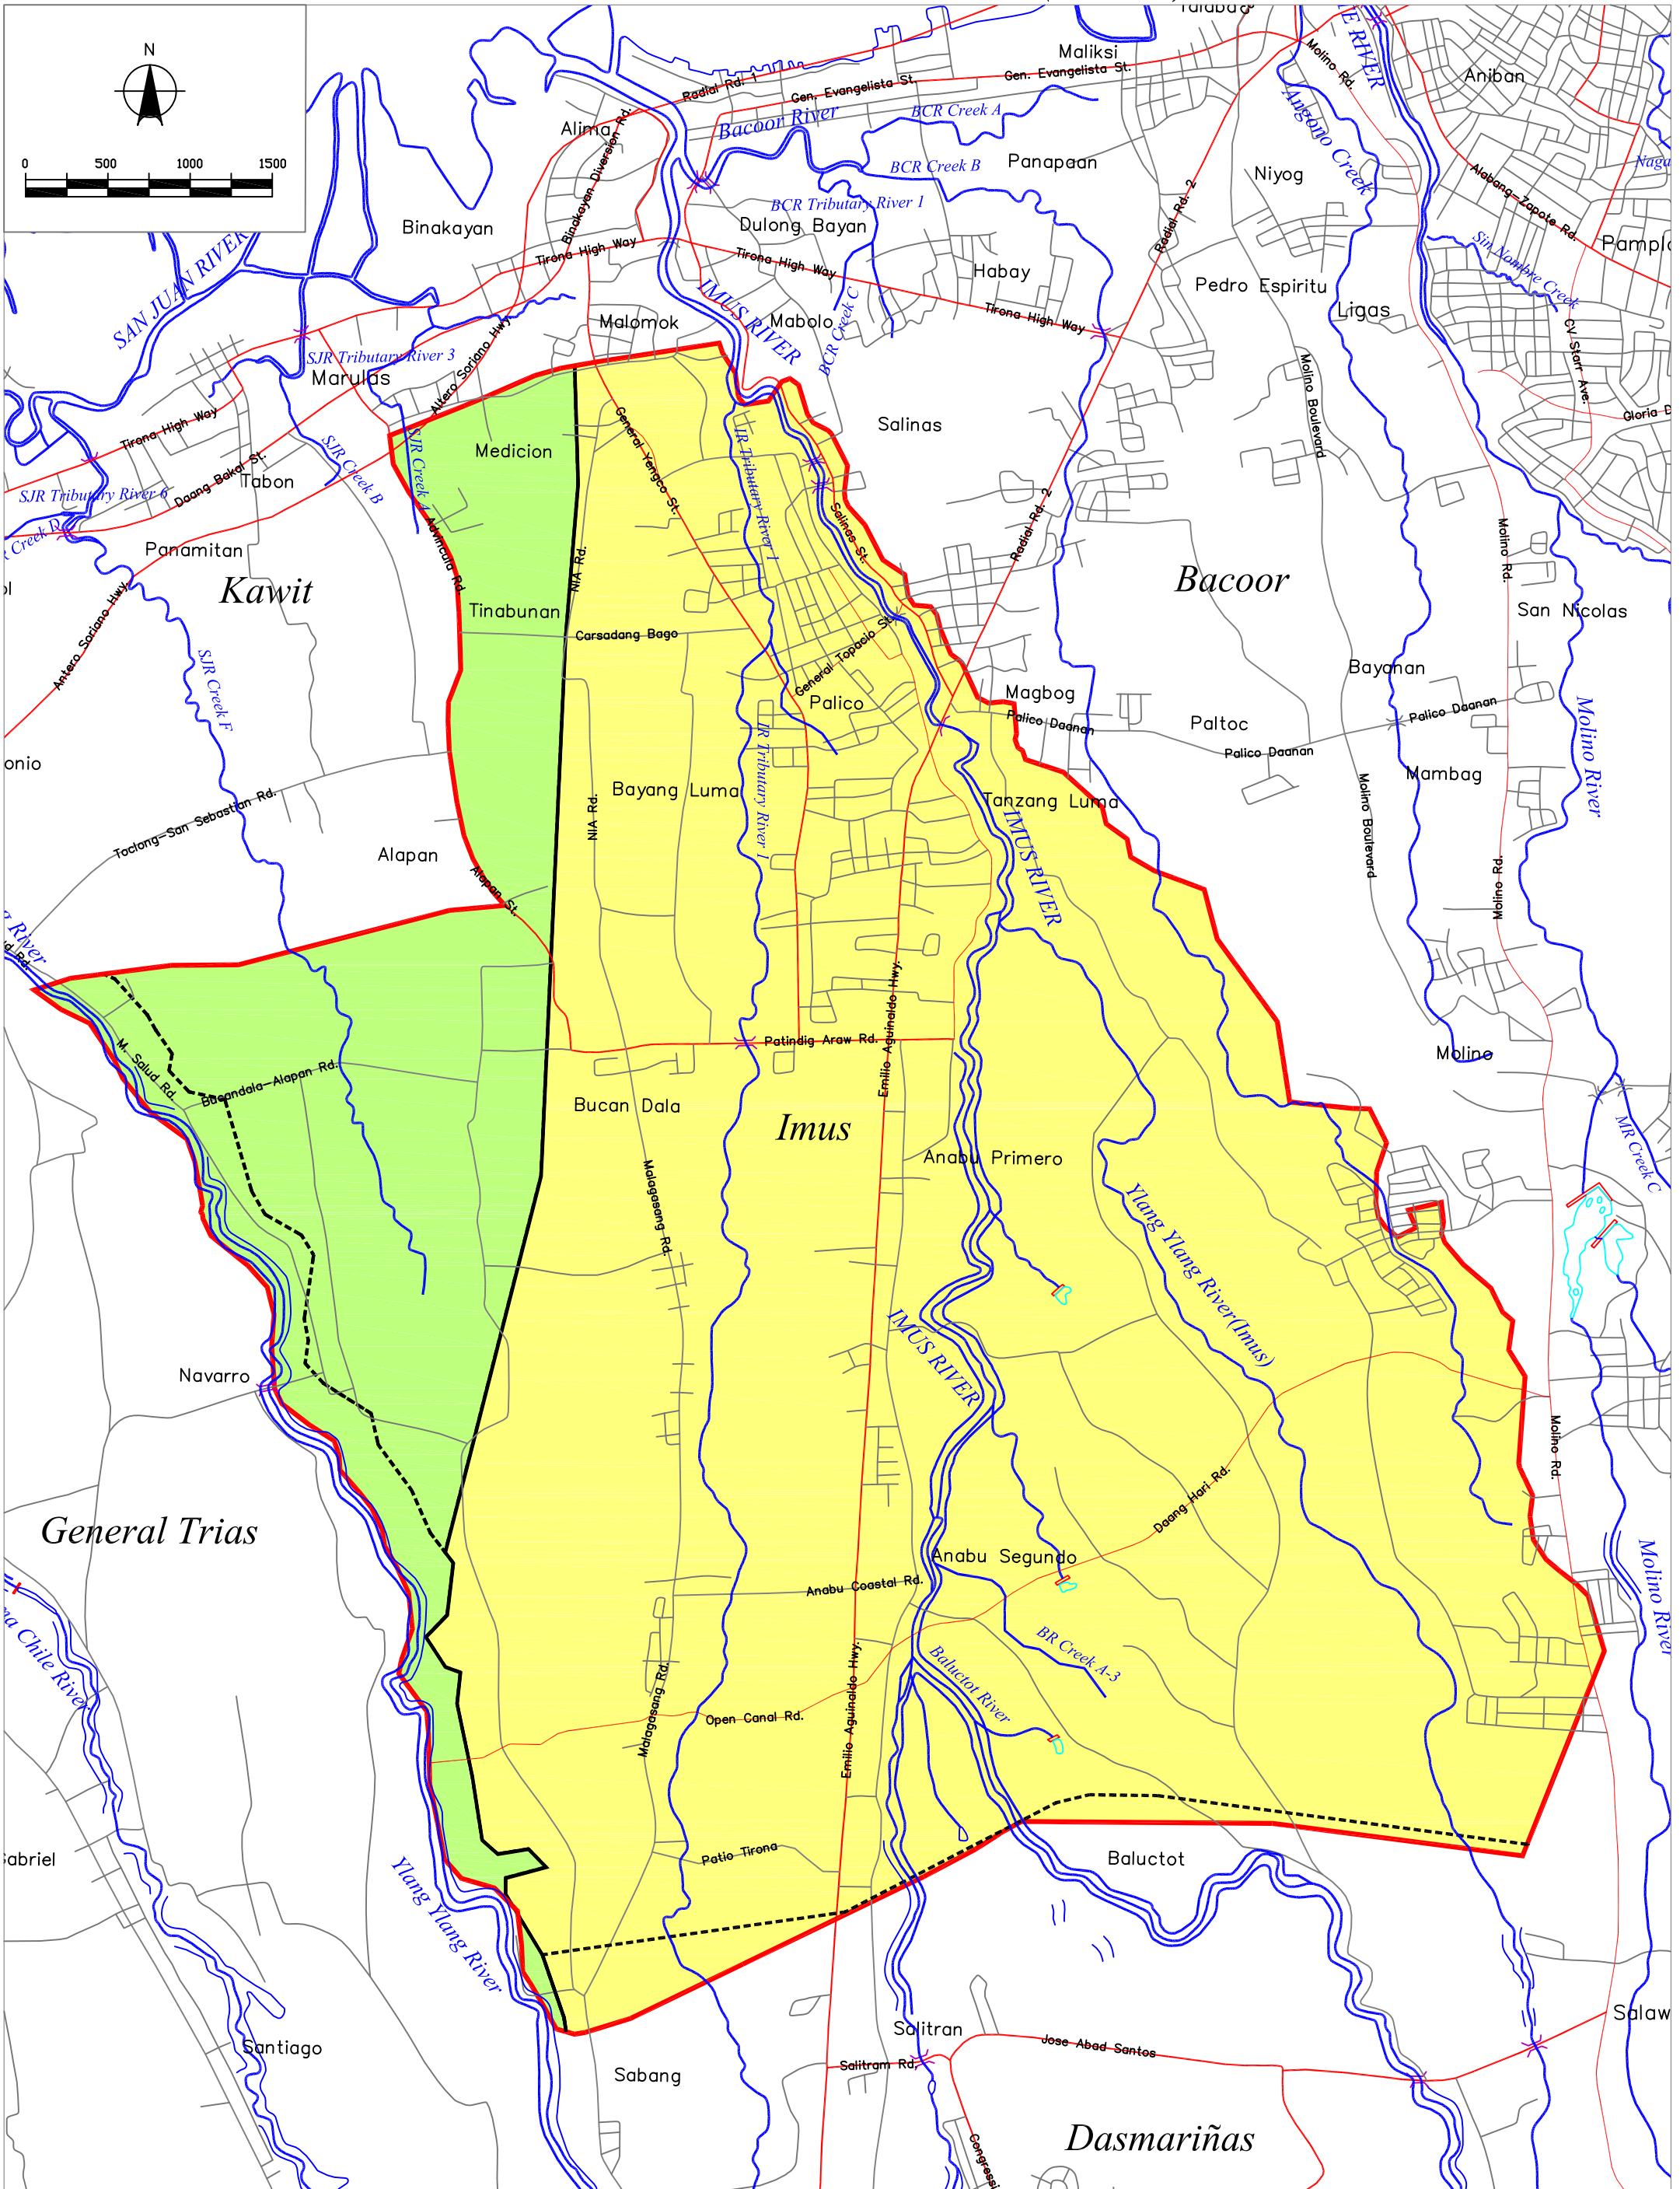 N
0 500 1000 1500
Maliksi
Aniban
Molino Rd.
Radial Rd. 1
Gen. Evangelista St.
Gen. Evangelista St.
Alima
Binakayan Diversion Rd.
Bacoor River
BCR Creek A
BCR Creek B
Panapaan
Angono Creek
Niyog
Alabang-Zapote Rd.
BCR Tributary River 1
Radial Rd. 2
Binakayan
Dulong Bayan
Tirona High Way
Tirona High Way
Habay
Sin Nombre Creek
SAN JUAN RIVER
Pedro Espiritu
IMUS RIVER
Ligas
Malomok
Mabolo
BCR Creek C
Tirona High Way
CV Starr Ave.
SJR Tributary River 3
Marulas
Altero Soriano Hwy.
Molino Boulevard
Tirona High Way
General Yengco St.
Salinas
Medicion
SJR Creek B
SJR Creek A
IR Tributary River 1
Daang Bakal St.
Tabon
SJR Tributary River 6
Radial Rd. 2
Salinas St.
Panamitan
Advincula Rd
NIA Rd.
Molino Rd.
Kawit
Bacoor
Tinabunan
San Nicolas
Antero Soriano Hwy.
Carsadang Bago
General Topacio St.
SJR Creek F
Bayanan
Palico
Magbog
Palico Daanan
Paltoc
Palico Daanan
Palico Daanan
Molino River
onio
Bayang Luma
IR Tributary River 1
Tanzang Luma
Mambag
NIA Rd.
Molino Boulevard
Toclong-San Sebastian Rd.
Alapan
IMUS RIVER
Alapan St.
Molino Rd.
Emilio Aguinaldo Hwy.
Patindig Araw Rd.
Molino
M. Salud Rd.
Bucandala-Alapan Rd.
Bucan Dala
Imus
MR Creek C
Anabu Primero
Malagasang Rd.
Ylang Ylang River(Imus)
IMUS RIVER
Navarro
Molino Rd.
General Trias
Daang Hari Rd.
Anabu Segundo
Anabu Coastal Rd.
Molino River
BR Creek A-3
Baluctot River
Malagasang Rd.
Emilio Aguinaldo Hwy.
Open Canal Rd.
Patio Tirona
Baluctot
Ylang Ylang River
Salitran
Jose Abad Santos
Santiago
Salitram Rd,
Sabang
Dasmariñas